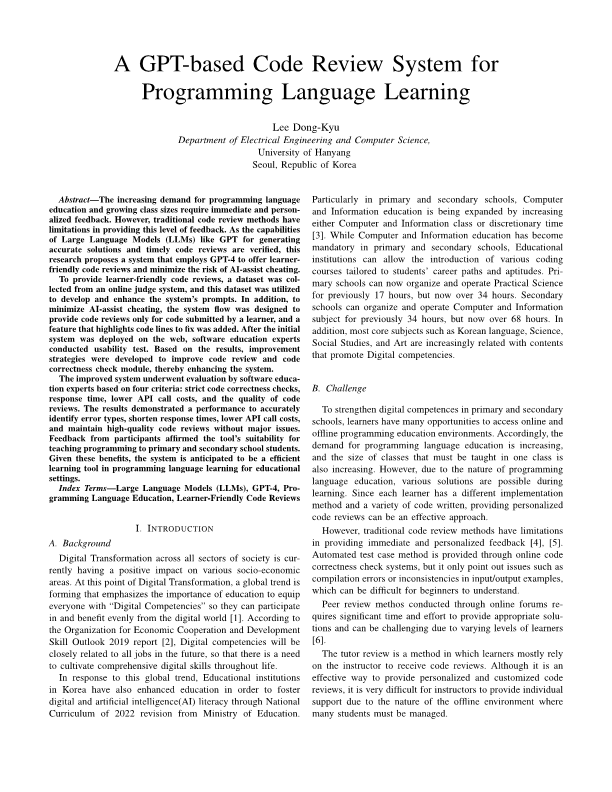 A GPT-based Code Review System for
Programming Language Learning
Lee Dong-Kyu
Department of Electrical Engineering and Computer Science,
University of Hanyang
Seoul, Republic of Korea
Abstract—The increasing demand for programming language
education and growing class sizes require immediate and person-
alized feedback. However, traditional code review methods have
limitations in providing this level of feedback. As the capabilities
of Large Language Models (LLMs) like GPT for generating
accurate solutions and timely code reviews are verified, this
research proposes a system that employs GPT-4 to offer learner-
friendly code reviews and minimize the risk of AI-assist cheating.
To provide learner-friendly code reviews, a dataset was col-
lected from an online judge system, and this dataset was utilized
to develop and enhance the system's prompts. In addition, to
minimize AI-assist cheating, the system flow was designed to
provide code reviews only for code submitted by a learner, and a
feature that highlights code lines to fix was added. After the initial
system was deployed on the web, software education experts
conducted usability test. Based on the results, improvement
strategies were developed to improve code review and code
correctness check module, thereby enhancing the system.
The improved system underwent evaluation by software educa-
tion experts based on four criteria: strict code correctness checks,
response time, lower API call costs, and the quality of code
reviews. The results demonstrated a performance to accurately
identify error types, shorten response times, lower API call costs,
and maintain high-quality code reviews without major issues.
Feedback from participants affirmed the tool's suitability for
teaching programming to primary and secondary school students.
Given these benefits, the system is anticipated to be a efficient
learning tool in programming language learning for educational
settings.
Index Terms—Large Language Models (LLMs), GPT-4, Pro-
gramming Language Education, Learner-Friendly Code Reviews
I. Introduction
A. Background
Digital Transformation across all sectors of society is cur-
rently having a positive impact on various socio-economic
areas. At this point of Digital Transformation, a global trend is
forming that emphasizes the importance of education to equip
everyone with “Digital Competencies” so they can participate
in and benefit evenly from the digital world [1]. According to
the Organization for Economic Cooperation and Development
Skill Outlook 2019 report [2], Digital competencies will be
closely related to all jobs in the future, so that there is a need
to cultivate comprehensive digital skills throughout life.
In response to this global trend, Educational institutions
in Korea have also enhanced education in order to foster
digital and artificial intelligence(AI) literacy through National
Curriculum of 2022 revision from Ministry of Education.
Particularly in primary and secondary schools, Computer
and Information education is being expanded by increasing
either Computer and Information class or discretionary time
[3]. While Computer and Information education has become
mandatory in primary and secondary schools, Educational
institutions can allow the introduction of various coding
courses tailored to students' career paths and aptitudes. Pri-
mary schools can now organize and operate Practical Science
for previously 17 hours, but now over 34 hours. Secondary
schools can organize and operate Computer and Information
subject for previously 34 hours, but now over 68 hours. In
addition, most core subjects such as Korean language, Science,
Social Studies, and Art are increasingly related with contents
that promote Digital competencies.
B. Challenge
To strengthen digital competences in primary and secondary
schools, learners have many opportunities to access online and
offline programming education environments. Accordingly, the
demand for programming language education is increasing,
and the size of classes that must be taught in one class is
also increasing. However, due to the nature of programming
language education, various solutions are possible during
learning. Since each learner has a different implementation
method and a variety of code written, providing personalized
code reviews can be an effective approach.
However, traditional code review methods have limitations
in providing immediate and personalized feedback [4], [5].
Automated test case method is provided through online code
correctness check systems, but it only point out issues such as
compilation errors or inconsistencies in input/output examples,
which can be difficult for beginners to understand.
Peer review methos conducted through online forums re-
quires significant time and effort to provide appropriate solu-
tions and can be challenging due to varying levels of learners
[6].
The tutor review is a method in which learners mostly rely
on the instructor to receive code reviews. Although it is an
effective way to provide personalized and customized code
reviews, it is very difficult for instructors to provide individual
support due to the nature of the offline environment where
many students must be managed.